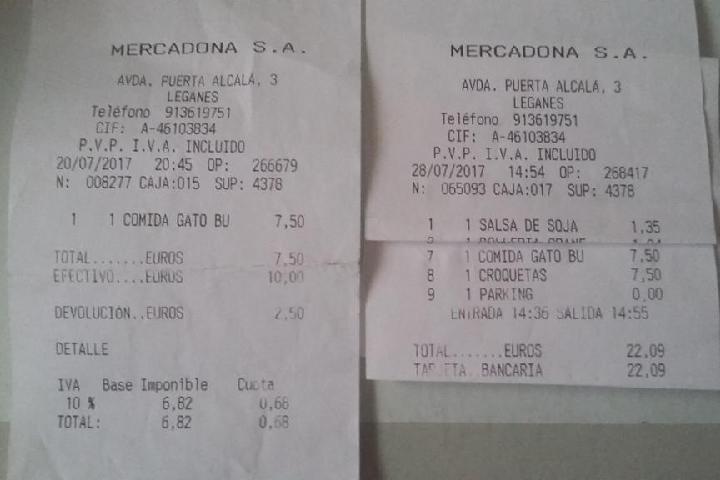 MERCADONA S.A.
AVDA. PUERTA ALCALA, 3
LEGANES
Teléfono 913619751
CIF: A-46103834
P.V.P. I.V.A. INCLUIDO
20/07/2017 20:45 OP: 266679
N: 008277 CAJA:015 SUP: 4378
1 1 COMIDA GATO BU 7,50
TOTAL.......EUROS 7,50
EFECTIVO....EUROS 10,00
DEVOLUCIÓN..EUROS 2,50
DETALLE
IVA Base Imponible Cuota
10 % 6,82 0,68
TOTAL: 6,82 0,68
MERCADONA S.A.
AVDA. PUERTA ALCALA, 3
LEGANES
Teléfono 913619751
CIF: A-46103834
P.V.P. I.V.A. INCLUIDO
28/07/2017 14:54 OP: 268417
N: 065093 CAJA:017 SUP: 4378
1 1 SALSA DE SOJA 1,35
7 1 COMIDA GATO BU 7,50
8 1 CROQUETAS 7,50
9 1 PARKING 0,00
ENTRADA 14:36 SALIDA 14:55
TOTAL.......EUROS 22,09
TARJETA BANCARIA 22,09